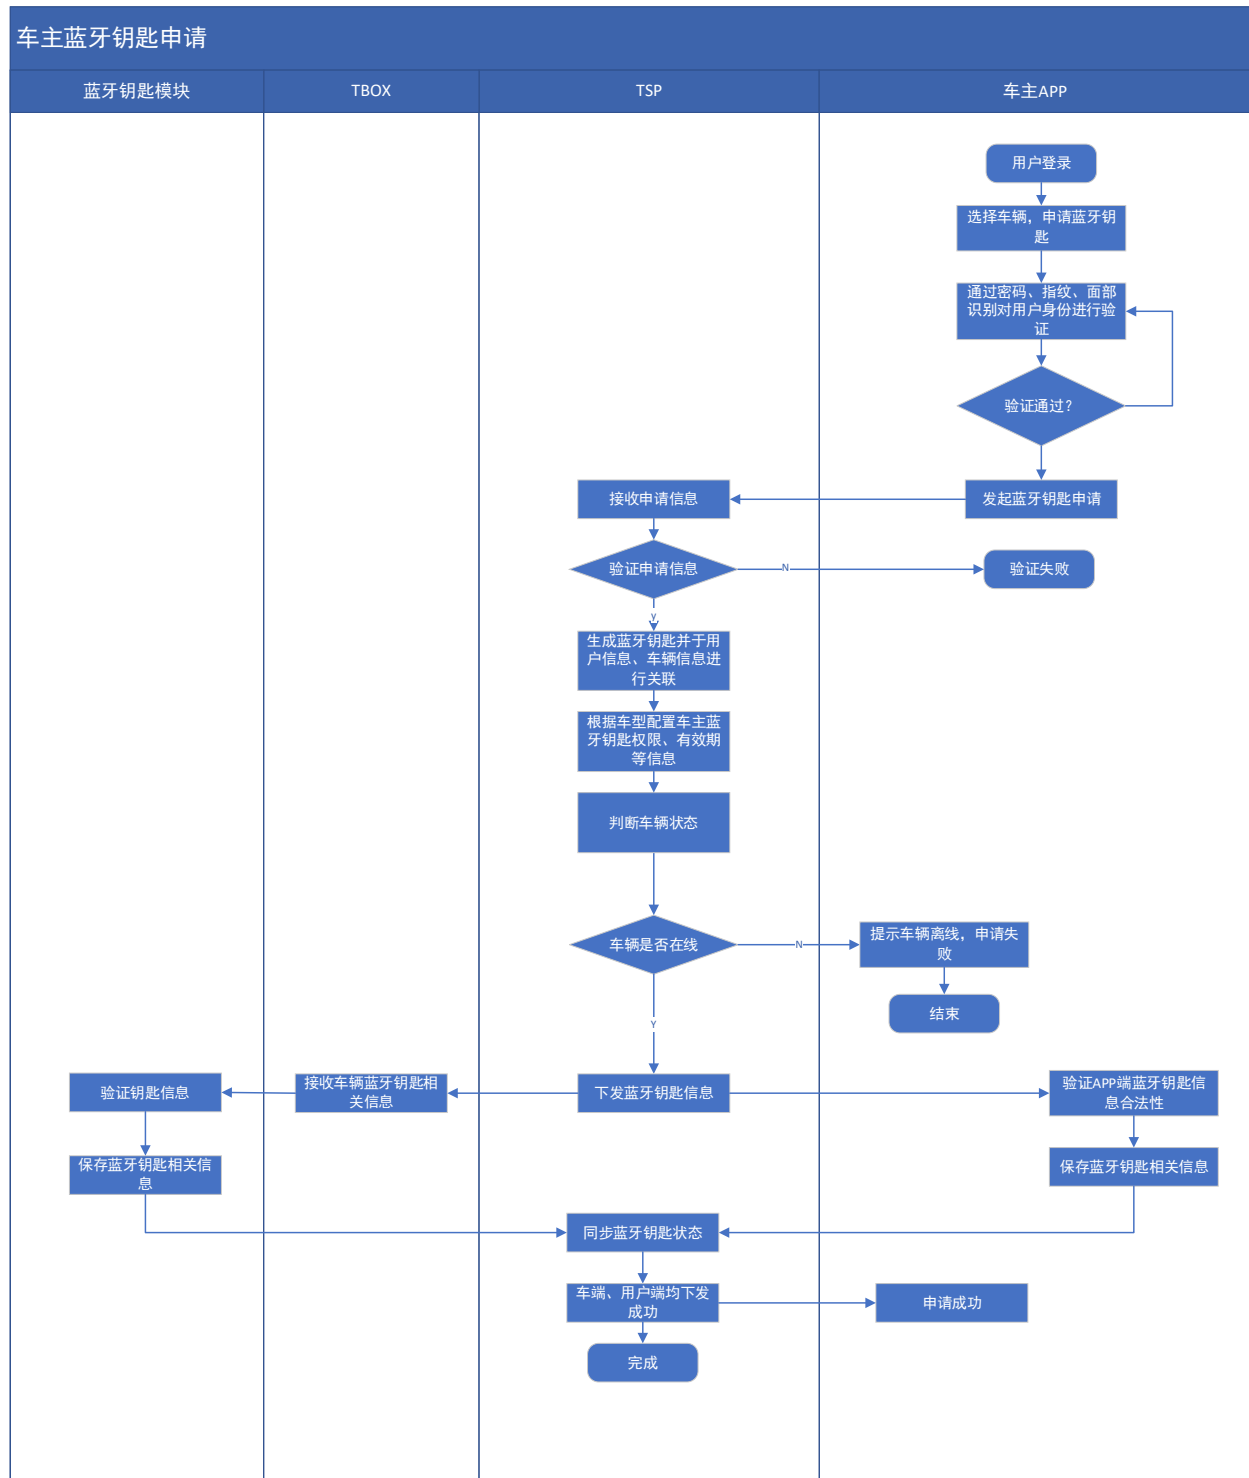 车主蓝牙钥匙申请
蓝牙钥匙模块
TBOX
TSP
车主APP
用户登录
选择车辆，申请蓝牙钥
匙
通过密码、指纹、面部
识别对用户身份进行验
证
验证通过？
接收申请信息
发起蓝牙钥匙申请
验证申请信息
N
验证失败
Y
生成蓝牙钥匙并于用
户信息、车辆信息进
行关联
根据车型配置车主蓝
牙钥匙权限、有效期
等信息
判断车辆状态
车辆是否在线
N
提示车辆离线，申请失
败
结束
Y
验证钥匙信息
接收车辆蓝牙钥匙相
关信息
下发蓝牙钥匙信息
验证APP端蓝牙钥匙信
息合法性
保存蓝牙钥匙相关信
息
保存蓝牙钥匙相关信息
同步蓝牙钥匙状态
车端、用户端均下发
成功
申请成功
完成